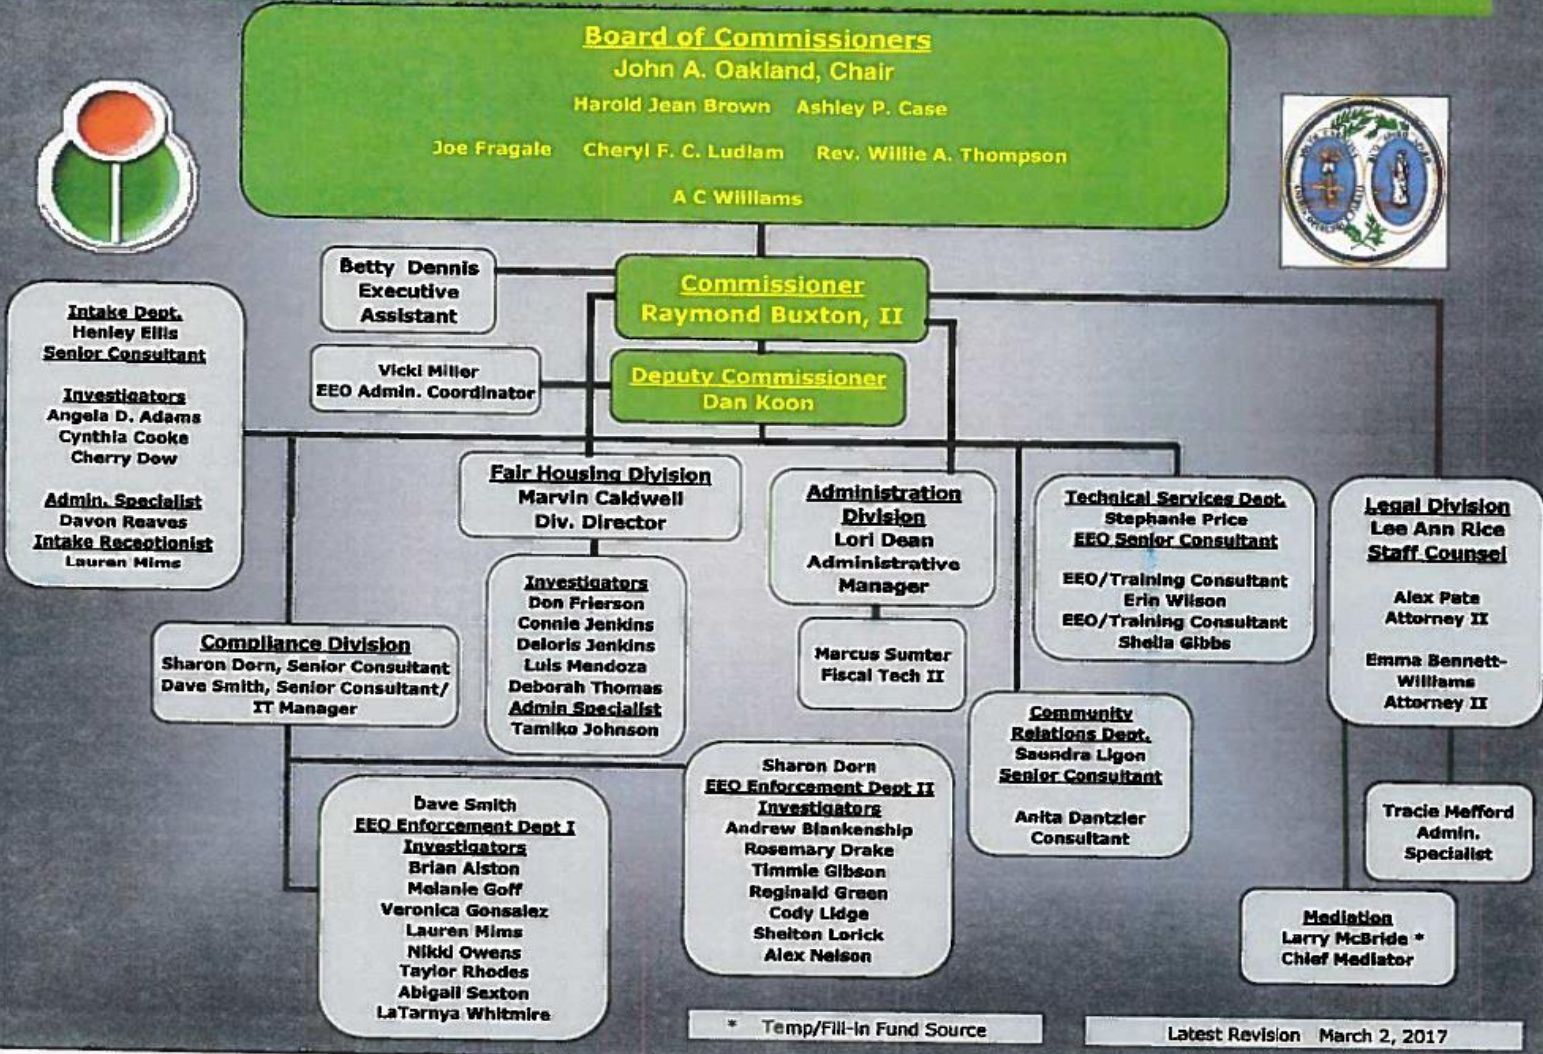 Board of Commissioners
John A. Oakland, Chair
Harold Jean Brown Ashley P. Case
Joe Fragale Cheryl F. C. Ludlam Rev. Willie A. Thompson
A C Williams
Betty Dennis
Executive
Assistant
Commissioner
Raymond Buxton, II
Vicki Miller
EEO Admin. Coordinator
Deputy Commissioner
Dan Koon
Intake Dept.
Henley Ellis
Senior Consultant
Investigators
Angela D. Adams
Cynthia Cooke
Cherry Dow
Admin. Specialist
Davon Reaves
Intake Receptionist
Lauren Mims
Fair Housing Division
Marvin Caldwell
Div. Director
Investigators
Don Frierson
Connie Jenkins
Deloris Jenkins
Luis Mendoza
Deborah Thomas
Admin Specialist
Tamiko Johnson
Administration
Division
Lori Dean
Administrative
Manager
Marcus Sumter
Fiscal Tech II
Technical Services Dept.
Stephanie Price
EEO Senior Consultant
EEO/Training Consultant
Erin Wilson
EEO/Training Consultant
Shelia Gibbs
Legal Division
Lee Ann Rice
Staff Counsel
Alex Pate
Attorney II
Emma Bennett-
Williams
Attorney II
Compliance Division
Sharon Dorn, Senior Consultant
Dave Smith, Senior Consultant/
IT Manager
Community
Relations Dept.
Saundra Ligon
Senior Consultant
Anita Dantzler
Consultant
Dave Smith
EEO Enforcement Dept I
Investigators
Brian Alston
Melanie Goff
Veronica Gonsalez
Lauren Mims
Nikki Owens
Taylor Rhodes
Abigail Sexton
LaTarnya Whitmire
Sharon Dorn
EEO Enforcement Dept II
Investigators
Andrew Blankenship
Rosemary Drake
Timmie Gibson
Reginald Green
Cody Lidge
Shelton Lorick
Alex Nelson
Tracie Mefford
Admin.
Specialist
Mediation
Larry McBride *
Chief Mediator
* Temp/Fill-in Fund Source
Latest Revision March 2, 2017